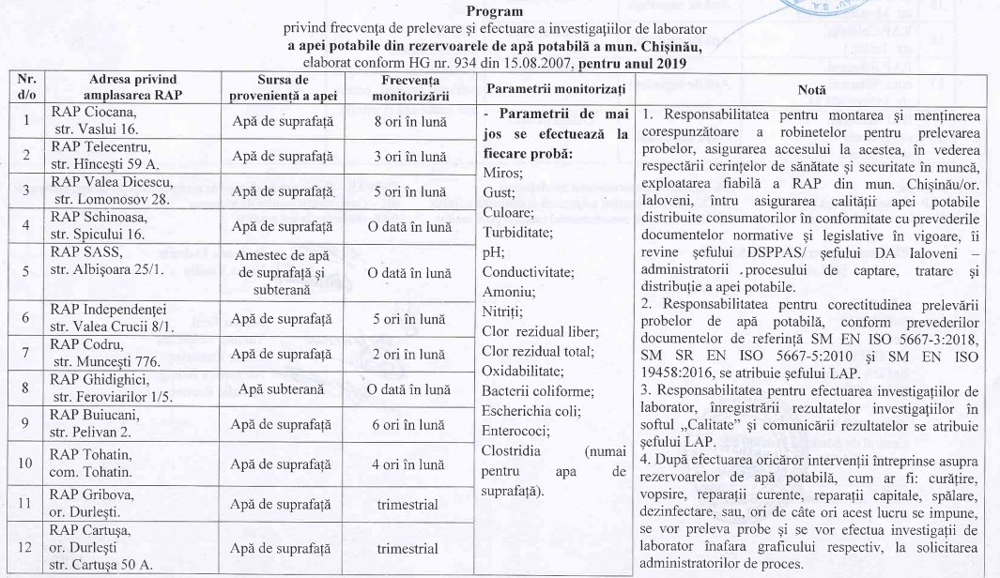 Program
privind frecvența de prelevare și efectuare a investigațiilor de laborator
a apei potabile din rezervoarele de apă potabilă a mun. Chișinău,
elaborat conform HG nr. 934 din 15.08.2007, pentru anul 2019
Nr. d/o
Adresa privind amplasarea RAP
Sursa de proveniență a apei
Frecvența monitorizării
Parametrii monitorizați
Notă
1
RAP Ciocana,
str. Vaslui 16.
Apă de suprafață
8 ori în lună
2
RAP Telecentru,
str. Hîncești 59 A.
Apă de suprafață
3 ori în lună
3
RAP Valea Dicescu,
str. Lomonosov 28.
Apă de suprafață
5 ori în lună
4
RAP Schinoasa,
str. Spicului 16.
Apă de suprafață
O dată în lună
5
RAP SASS,
str. Albișoara 25/1.
Amestec de apă
de suprafață și
subterană
O dată în lună
6
RAP Independenței
str. Valea Crucii 8/1.
Apă de suprafață
5 ori în lună
7
RAP Codru,
str. Muncești 776.
Apă de suprafață
2 ori în lună
8
RAP Ghidighici,
str. Feroviarilor 1/5.
Apă subterană
O dată în lună
9
RAP Buiucani,
str. Pelivan 2.
Apă de suprafață
6 ori în lună
10
RAP Tohatin,
com. Tohatin.
Apă de suprafață
4 ori în lună
11
RAP Gribova,
or. Durlești.
Apă de suprafață
trimestrial
12
RAP Cartușa,
or. Durlești
str. Cartușa 50 A.
Apă de suprafață
trimestrial
- Parametrii de mai
jos se efectuează la
fiecare probă:
Miros;
Gust;
Culoare;
Turbiditate;
pH;
Conductivitate;
Amoniu;
Nitriți;
Clor rezidual liber;
Clor rezidual total;
Oxidabilitate;
Bacterii coliforme;
Escherichia coli;
Enterococi;
Clostridia (numai
pentru apa de
suprafață).
1. Responsabilitatea pentru montarea și menținerea
corespunzătoare a robinetelor pentru prelevarea
probelor, asigurarea accesului la acestea, în vederea
respectării cerințelor de sănătate și securitate în muncă,
exploatarea fiabilă a RAP din mun. Chișinău/or.
Ialoveni, întru asigurarea calității apei potabile
distribuite consumatorilor în conformitate cu prevederile
documentelor normative și legislative în vigoare, îi
revine șefului DSPPAS/ șefului DA Ialoveni –
administratorii procesului de captare, tratare și
distribuție a apei potabile.
2. Responsabilitatea pentru corectitudinea prelevării
probelor de apă potabilă, conform prevederilor
documentelor de referință SM EN ISO 5667-3:2018,
SM SR EN ISO 5667-5:2010 și SM EN ISO
19458:2016, se atribuie șefului LAP.
3. Responsabilitatea pentru efectuarea investigațiilor de
laborator, înregistrării rezultatelor investigațiilor în
softul „Calitate” și comunicării rezultatelor se atribuie
șefului LAP.
4. După efectuarea oricăror intervenții întreprinse asupra
rezervoarelor de apă potabilă, cum ar fi: curățire,
vopsire, reparații curente, reparații capitale, spălare,
dezinfectare, sau, ori de câte ori acest lucru se impune,
se vor preleva probe și se vor efectua investigații de
laborator înafara graficului respectiv, la solicitarea
administratorilor de proces.